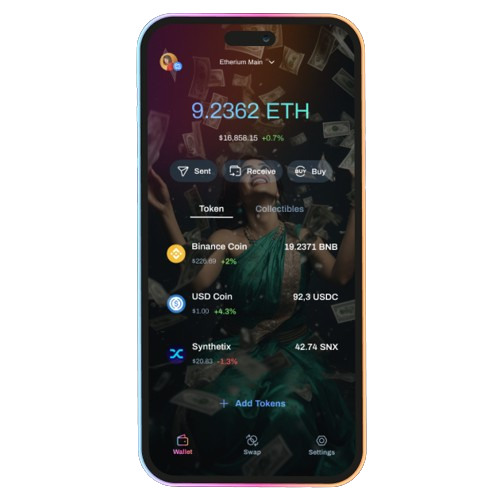 Etherium Main
9.2362 ETH
$16,858.15 +0.7%
Sent Receive BUY Buy
Token Collectibles
Binance Coin 19.2371 BNB
$226.69 +2%
USD Coin 92,3 USDC
$1.00 +4.3%
Synthetix 42.74 SNX
$20.83 -1.3%
+ Add Tokens
Wallet Swap Settings